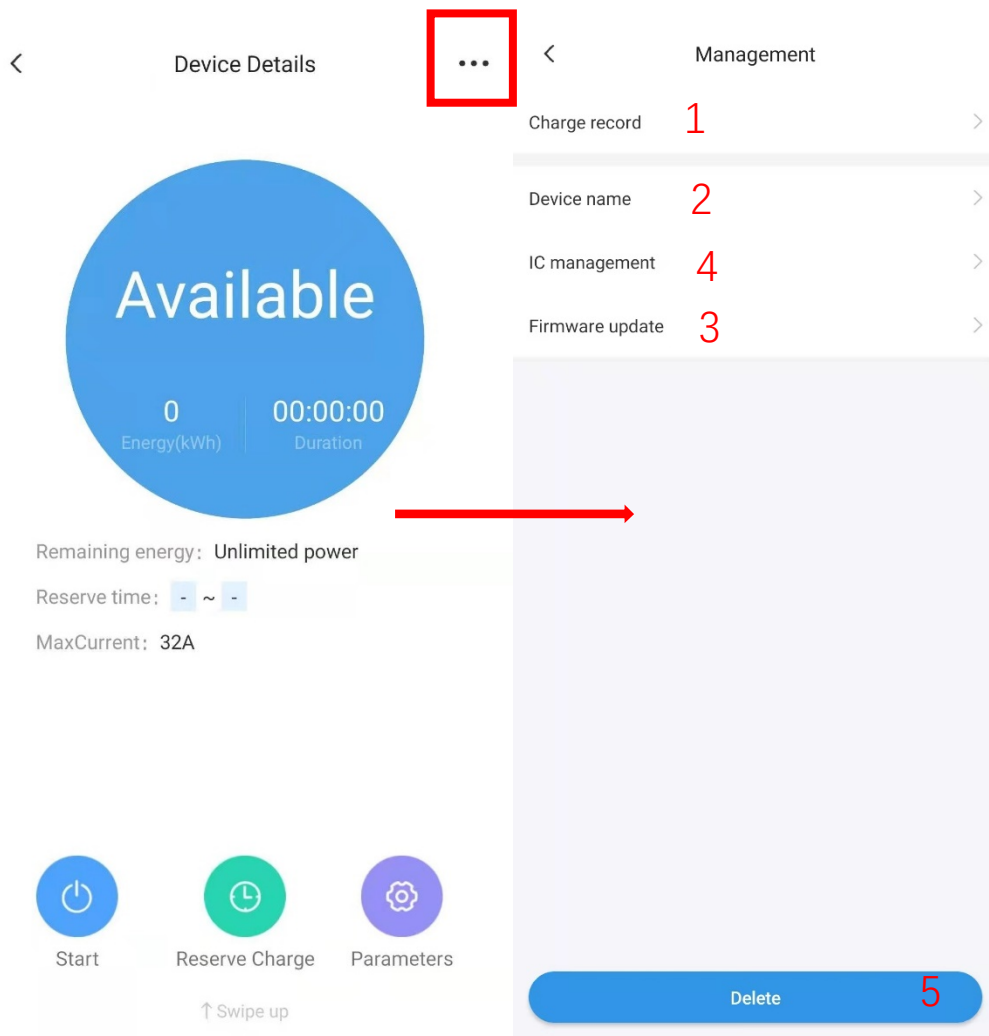 Device Details
Available
0
00:00:00
Energy(kWh)
Duration
Remaining energy: Unlimited power
Reserve time: - ~ -
MaxCurrent: 32A
Start
Reserve Charge
Parameters
↑ Swipe up
Management
Charge record 1
Device name 2
IC management 4
Firmware update 3
Delete 5